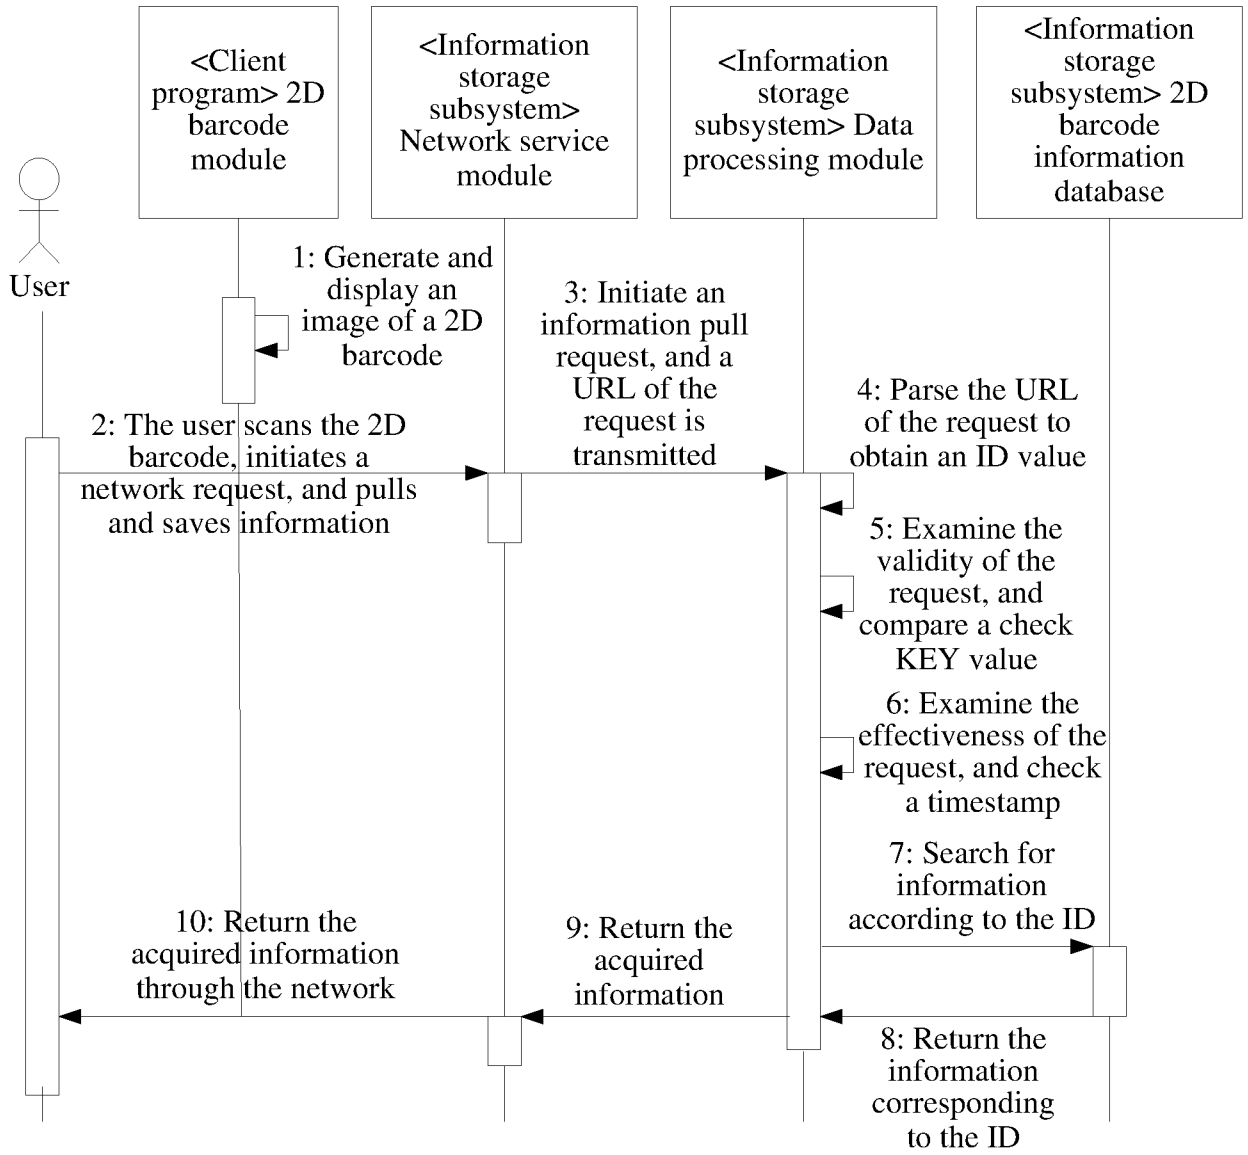 <Client
program> 2D
barcode
module
<Information
storage
subsystem>
Network service
module
<Information
storage
subsystem> Data
processing module
<Information
storage
subsystem> 2D
barcode
information
database
User
1: Generate and
display an
image of a 2D
barcode
2: The user scans the 2D
barcode, initiates a
network request, and pulls
and saves information
3: Initiate an
information pull
request, and a
URL of the
request is
transmitted
4: Parse the URL
of the request to
obtain an ID value
5: Examine the
validity of the
request, and
compare a check
KEY value
6: Examine the
effectiveness of the
request, and check
a timestamp
7: Search for
information
according to the ID
8: Return the
information
corresponding
to the ID
9: Return the
acquired
information
10: Return the
acquired information
through the network